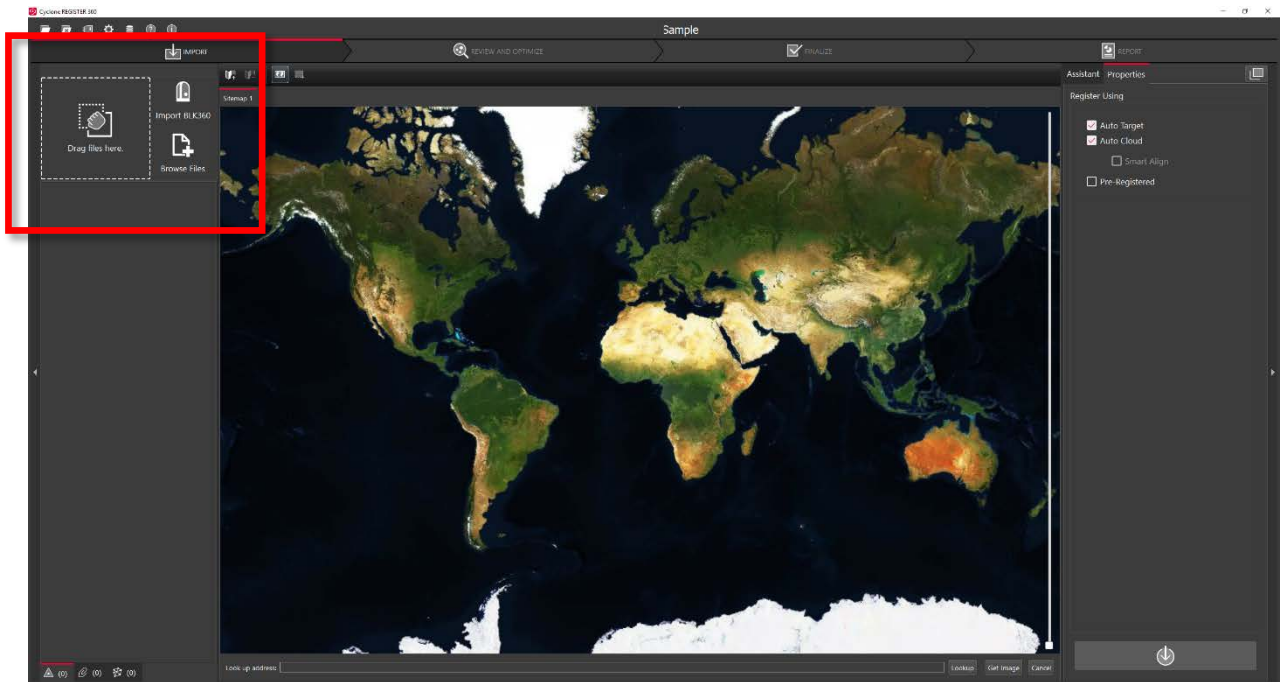 Cyclone REGISTER 360
Sample
IMPORT
REVIEW AND OPTIMIZE
FINALIZE
REPORT
Drag files here.
Import BLK360
Browse Files
Sitemap 1
Assistant Properties
Register Using
Auto Target
Auto Cloud
Smart Align
Pre-Registered
Look up address:
Lookup Get Image Cancel
(0) (0) (0)